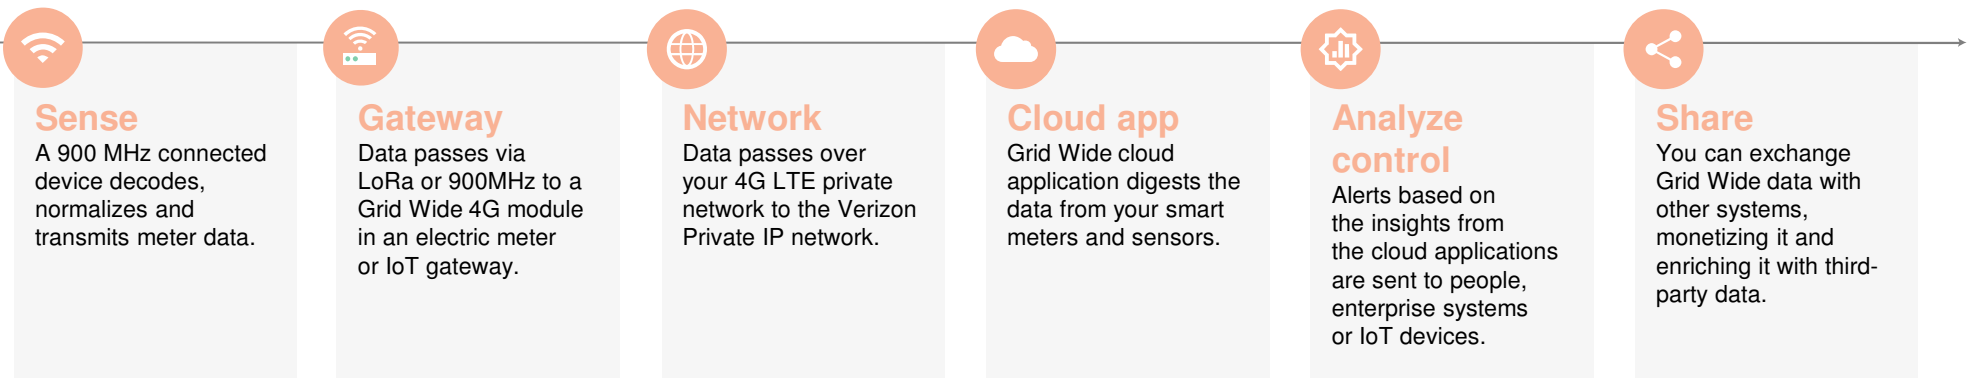 Sense
A 900 MHz connected
device decodes,
normalizes and
transmits meter data.
Gateway
Data passes via
LoRa or 900MHz to a
Grid Wide 4G module
in an electric meter
or IoT gateway.
Network
Data passes over
your 4G LTE private
network to the Verizon
Private IP network.
Cloud app
Grid Wide cloud
application digests the
data from your smart
meters and sensors.
Analyze
control
Alerts based on
the insights from
the cloud applications
are sent to people,
enterprise systems
or IoT devices.
Share
You can exchange
Grid Wide data with
other systems,
monetizing it and
enriching it with third-
party data.